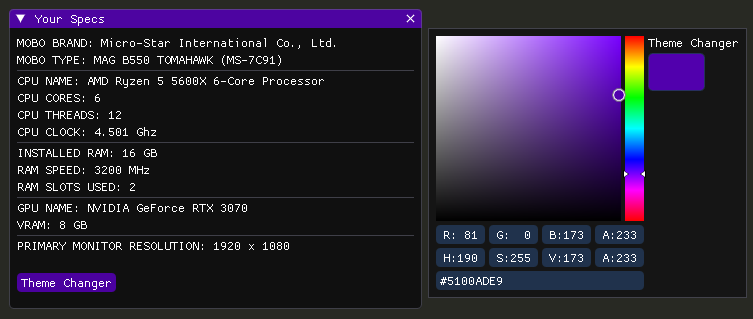 Your Specs
MOBO BRAND: Micro-Star International Co., Ltd.
MOBO TYPE: MAG B550 TOMAHAWK (MS-7C91)
CPU NAME: AMD Ryzen 5 5600X 6-Core Processor
CPU CORES: 6
CPU THREADS: 12
CPU CLOCK: 4.501 Ghz
INSTALLED RAM: 16 GB
RAM SPEED: 3200 MHz
RAM SLOTS USED: 2
GPU NAME: NVIDIA GeForce RTX 3070
VRAM: 8 GB
PRIMARY MONITOR RESOLUTION: 1920 x 1080
Theme Changer
Theme Changer
R: 81 G: 0 B:173 A:233
H:190 S:255 V:173 A:233
#5100ADE9